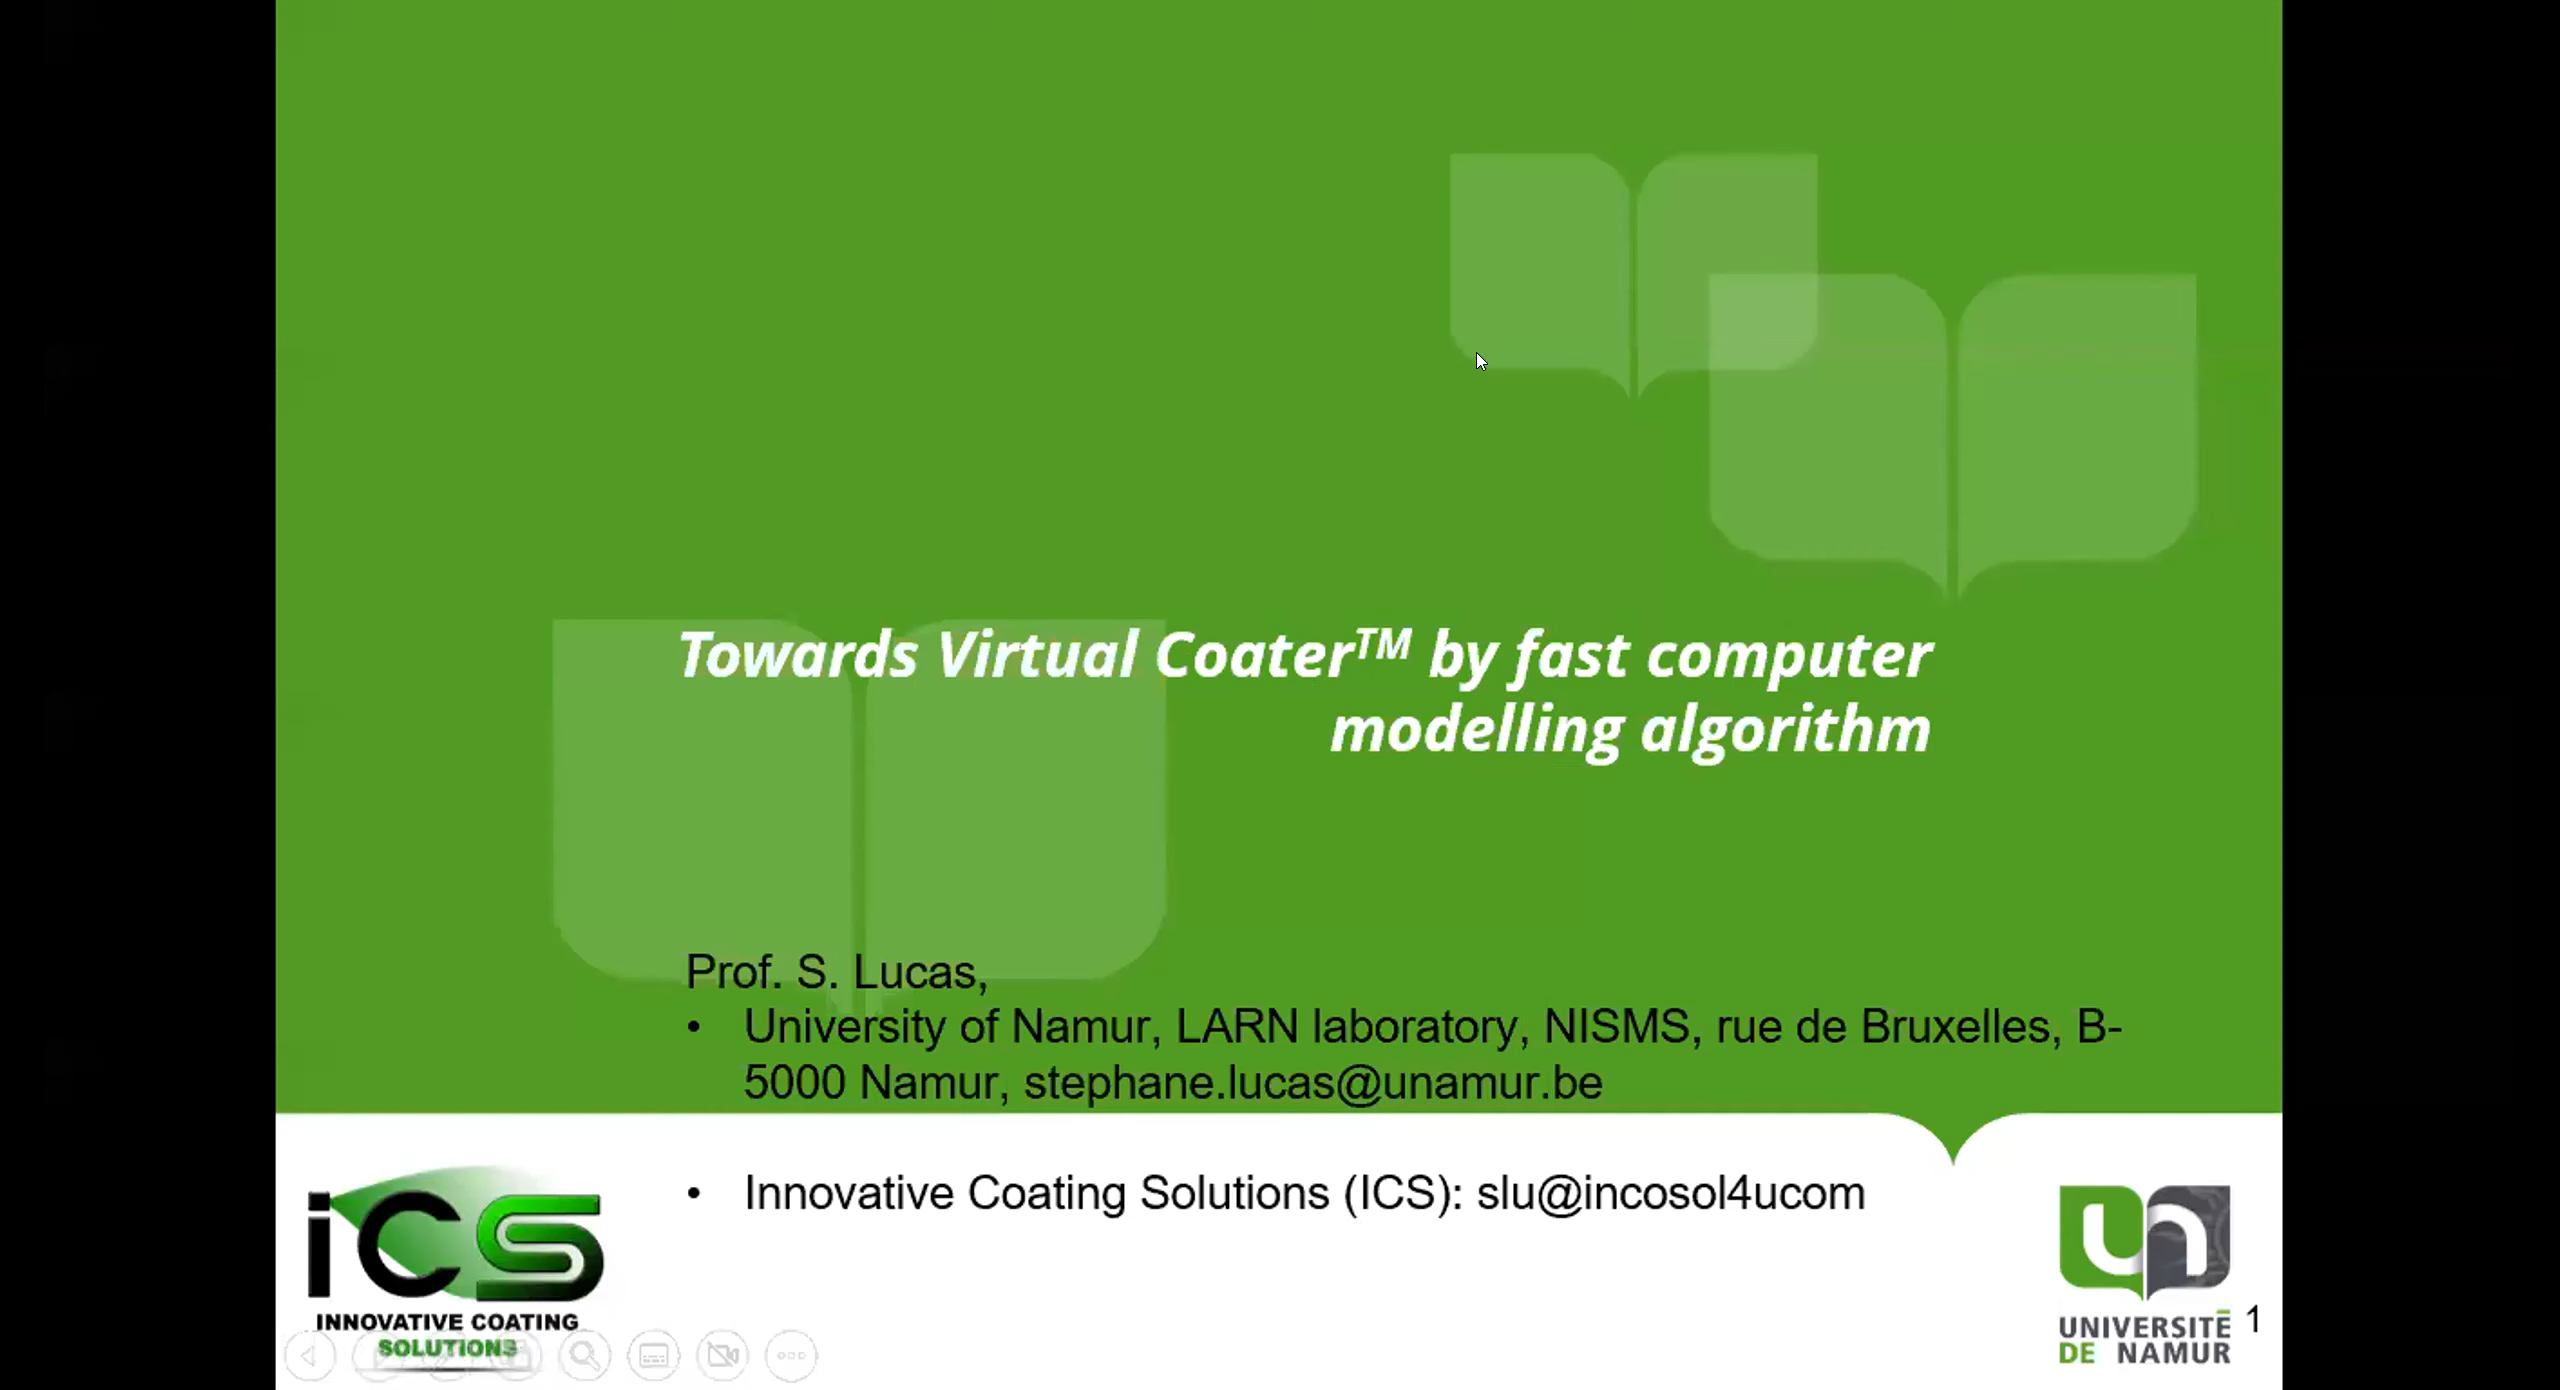 Towards Virtual Coater™ by fast computer
modelling algorithm
Prof. S. Lucas,
• University of Namur, LARN laboratory, NISMS, rue de Bruxelles, B-
5000 Namur, stephane.lucas@unamur.be
• Innovative Coating Solutions (ICS): slu@incosol4ucom
iCS
INNOVATIVE COATING
SOLUTIONS
un
UNIVERSITÉ
DE NAMUR
1